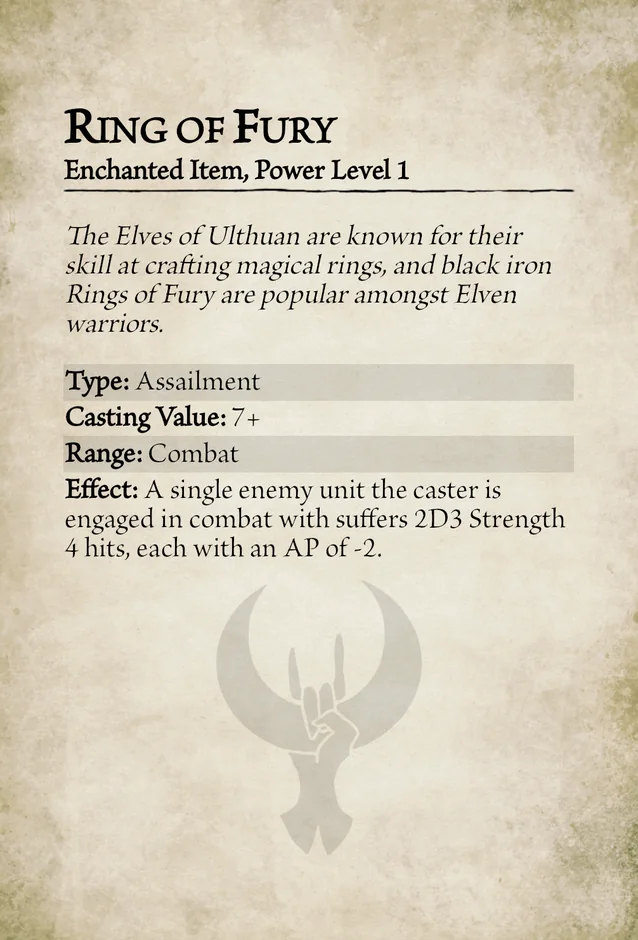 Ring of Fury
Enchanted Item, Power Level 1
The Elves of Ulthuan are known for their
skill at crafting magical rings, and black iron
Rings of Fury are popular amongst Elven
warriors.
Type: Assailment
Casting Value: 7+
Range: Combat
Effect: A single enemy unit the caster is
engaged in combat with suffers 2D3 Strength
4 hits, each with an AP of -2.